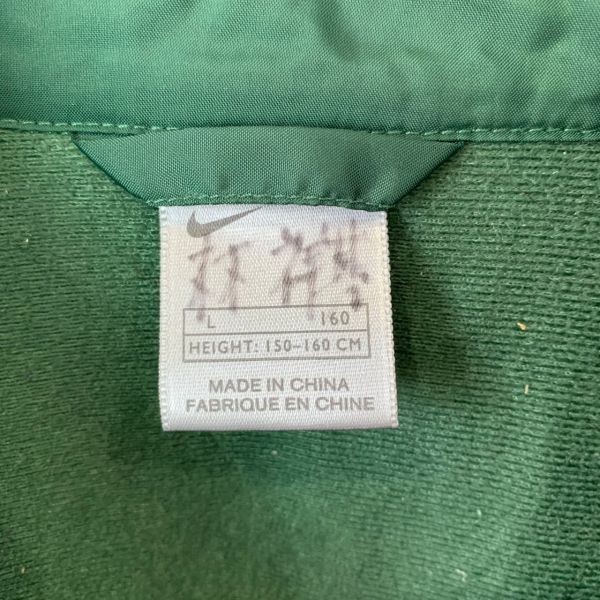 L 160
HEIGHT: 150–160 CM
MADE IN CHINA
FABRIQUE EN CHINE